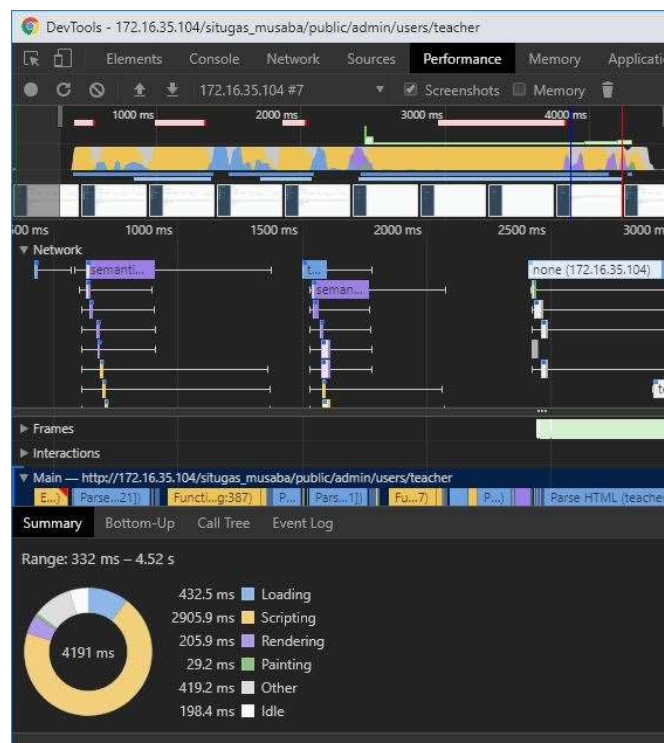 DevTools - 172.16.35.104/situgas_musaba/public/admin/users/teacher
Elements Console Network Sources Performance Memory Applicati
172.16.35.104 #7 Screenshots Memory
1000 ms 2000 ms 3000 ms 4000 ms
500 ms 1000 ms 1500 ms 2000 ms 2500 ms 3000 m
Network
semanti... t... none (172.16.35.104)
seman...
Frames
Interactions
Main — http://172.16.35.104/situgas_musaba/public/admin/users/teacher
E...) Parse...21]) Functi...g:387) P... Pars...1]) Fu...7) P...) Parse HTML (teacher
Summary Bottom-Up Call Tree Event Log
Range: 332 ms – 4.52 s
432.5 ms Loading
2905.9 ms Scripting
205.9 ms Rendering
4191 ms
29.2 ms Painting
419.2 ms Other
198.4 ms Idle